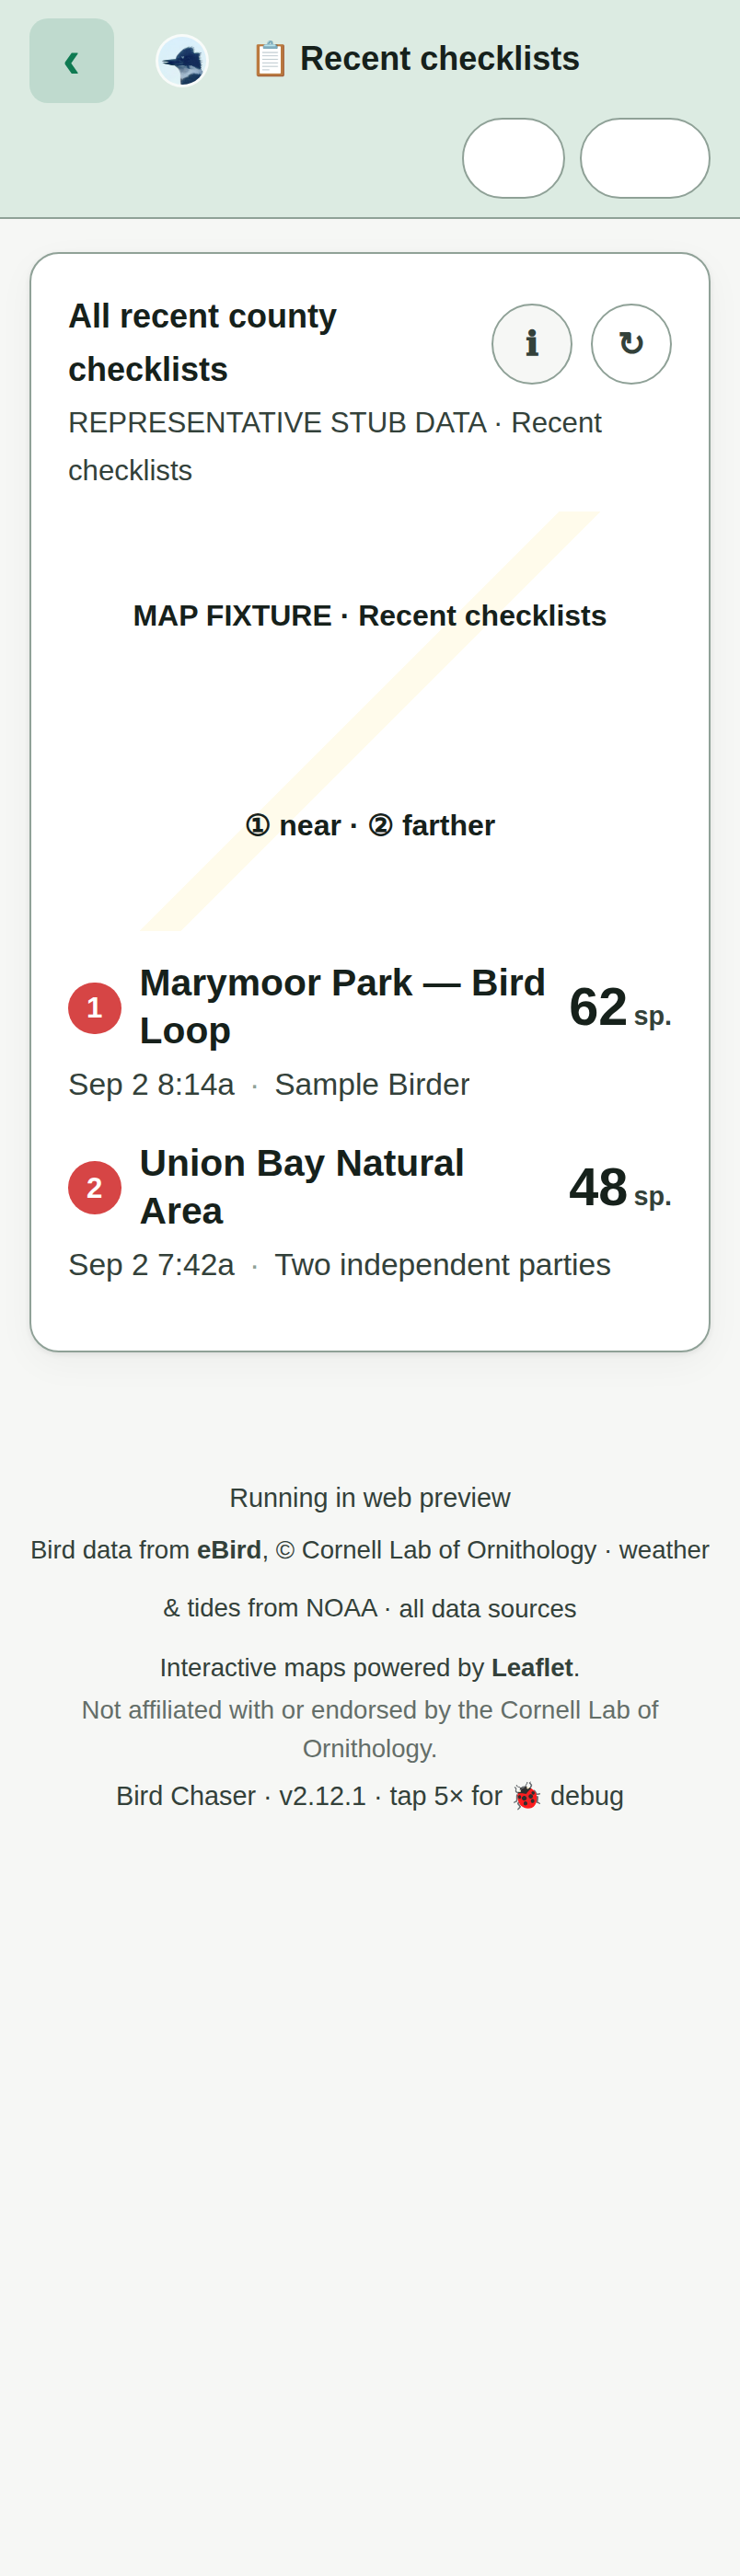 ‹ 📋 Recent checklists
All recent county
checklists
ℹ ↻
REPRESENTATIVE STUB DATA · Recent
checklists
MAP FIXTURE · Recent checklists
① near · ② farther
1 Marymoor Park — Bird
Loop
62 sp.
Sep 2 8:14a · Sample Birder
2 Union Bay Natural
Area
48 sp.
Sep 2 7:42a · Two independent parties
Running in web preview
Bird data from eBird, © Cornell Lab of Ornithology · weather
& tides from NOAA · all data sources
Interactive maps powered by Leaflet.
Not affiliated with or endorsed by the Cornell Lab of
Ornithology.
Bird Chaser · v2.12.1 · tap 5× for 🐞 debug